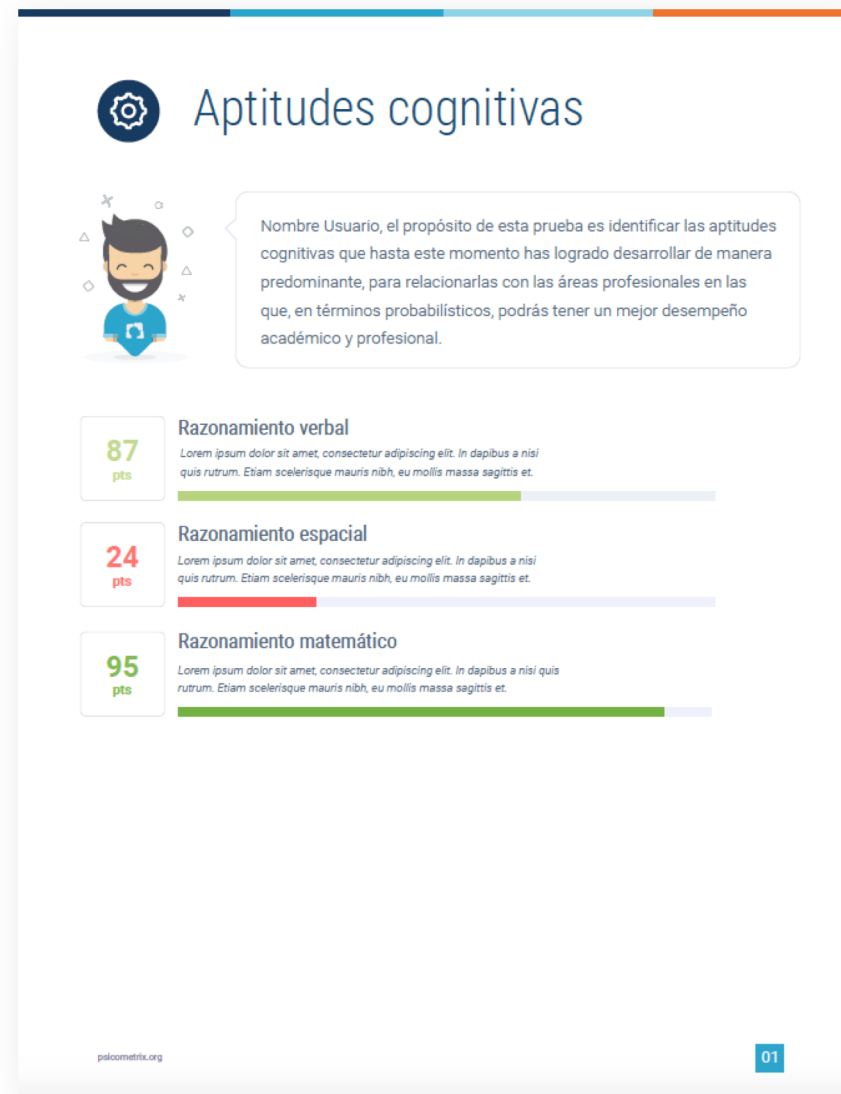 Aptitudes cognitivas
Nombre Usuario, el propósito de esta prueba es identificar las aptitudes
cognitivas que hasta este momento has logrado desarrollar de manera
predominante, para relacionarlas con las áreas profesionales en las
que, en términos probabilísticos, podrás tener un mejor desempeño
académico y profesional.
87
pts
Razonamiento verbal
Lorem ipsum dolor sit amet, consectetur adipiscing elit. In dapibus a nisi
quis rutrum. Etiam scelerisque mauris nibh, eu mollis massa sagittis et.
24
pts
Razonamiento espacial
Lorem ipsum dolor sit amet, consectetur adipiscing elit. In dapibus a nisi
quis rutrum. Etiam scelerisque mauris nibh, eu mollis massa sagittis et.
95
pts
Razonamiento matemático
Lorem ipsum dolor sit amet, consectetur adipiscing elit. In dapibus a nisi quis
rutrum. Etiam scelerisque mauris nibh, eu mollis massa sagittis et.
psicometrix.org
01